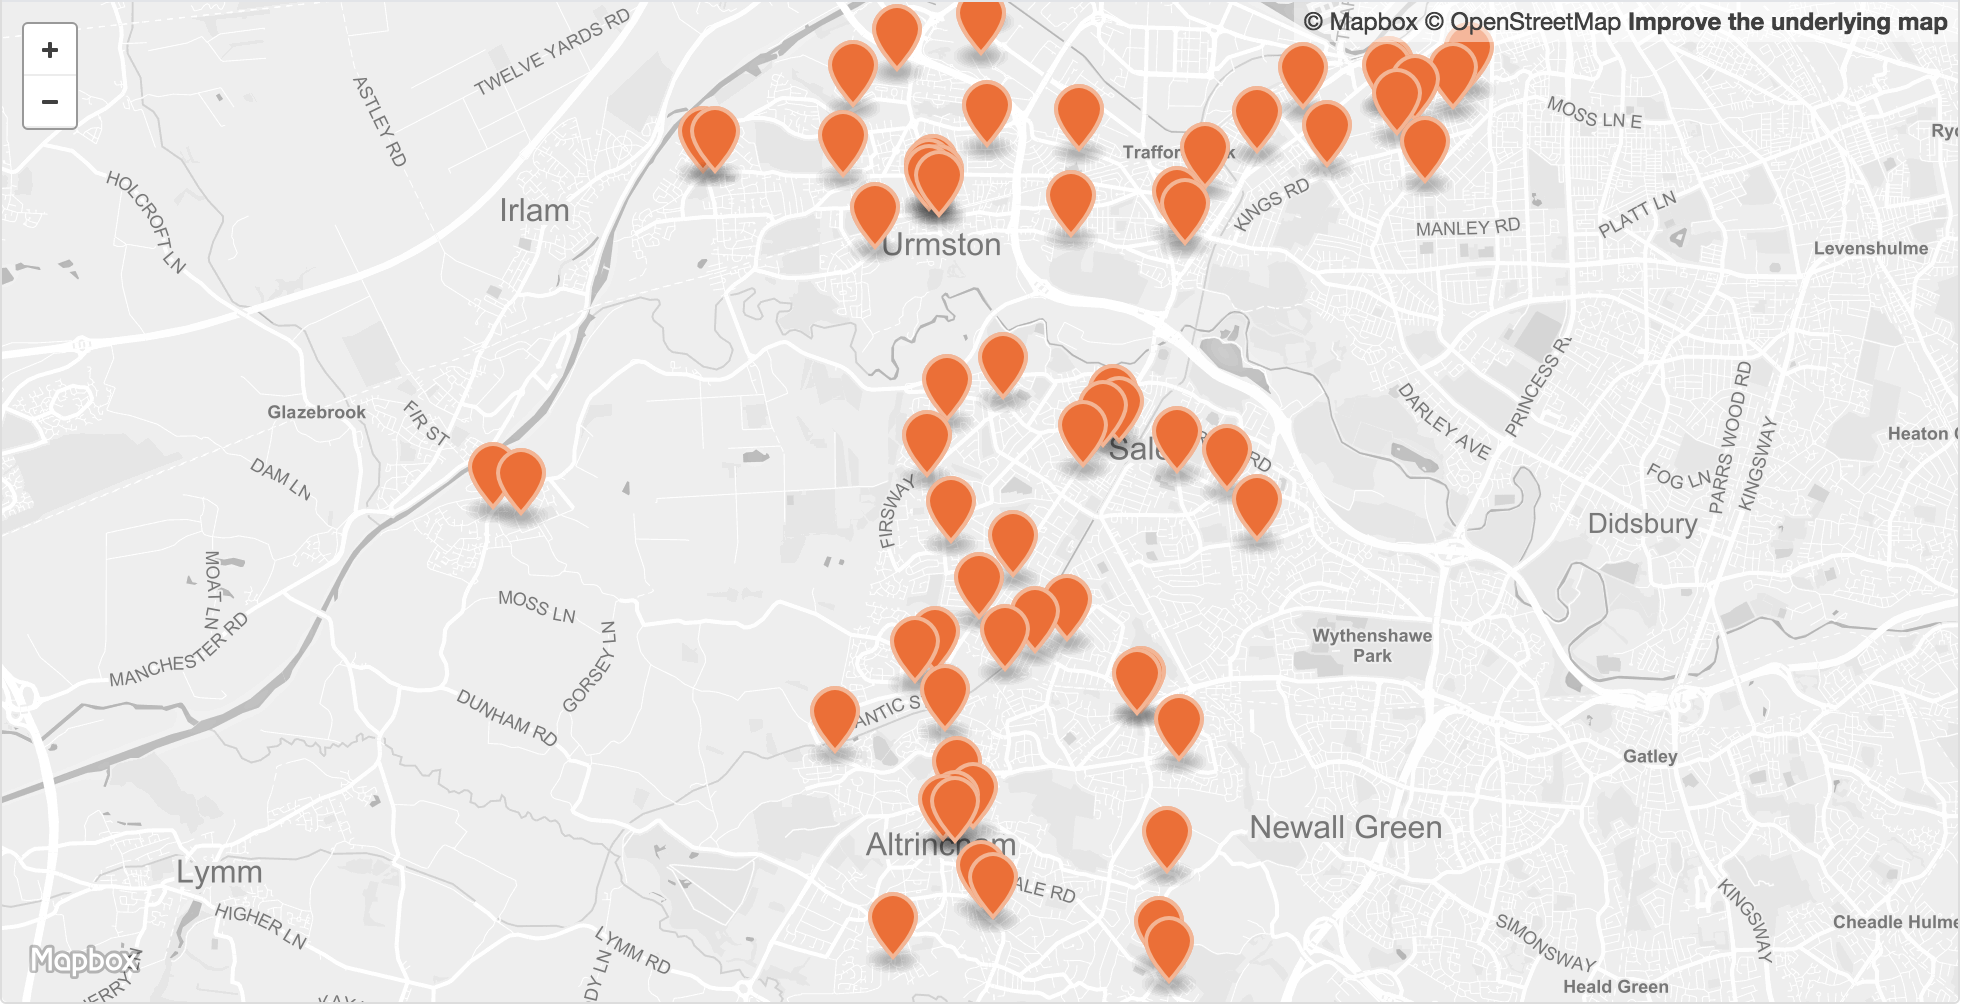 © Mapbox © OpenStreetMap Improve the underlying map
+
−
TWELVE YARDS RD
ASTLEY RD
MOSS LN E
HOLCROFT LN
Irlam
KINGS RD
MANLEY RD
PLATT LN
Levenshulme
Urmston
Glazebrook
FIR ST
DAM LN
FIRSWAY
DARLEY AVE
PRINCESS
PARRS WOOD RD
KINGSWAY
FOG LN
Didsbury
MOAT LN
MOSS LN
GORSEY LN
MANCHESTER RD
DUNHAM RD
Wythenshawe
Park
Gatley
Newall Green
Lymm
HIGHER LN
LYMM RD
KINGSWAY
SIMONSWAY
Cheadle Hulme
Heald Green
Mapbox